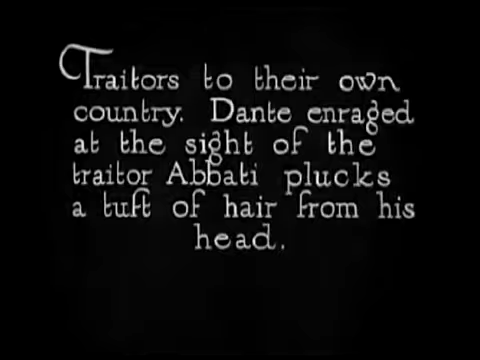 Traitors to their own
country. Dante enraged
at the sight of the
traitor Abbati plucks
a tuft of hair from his
head.